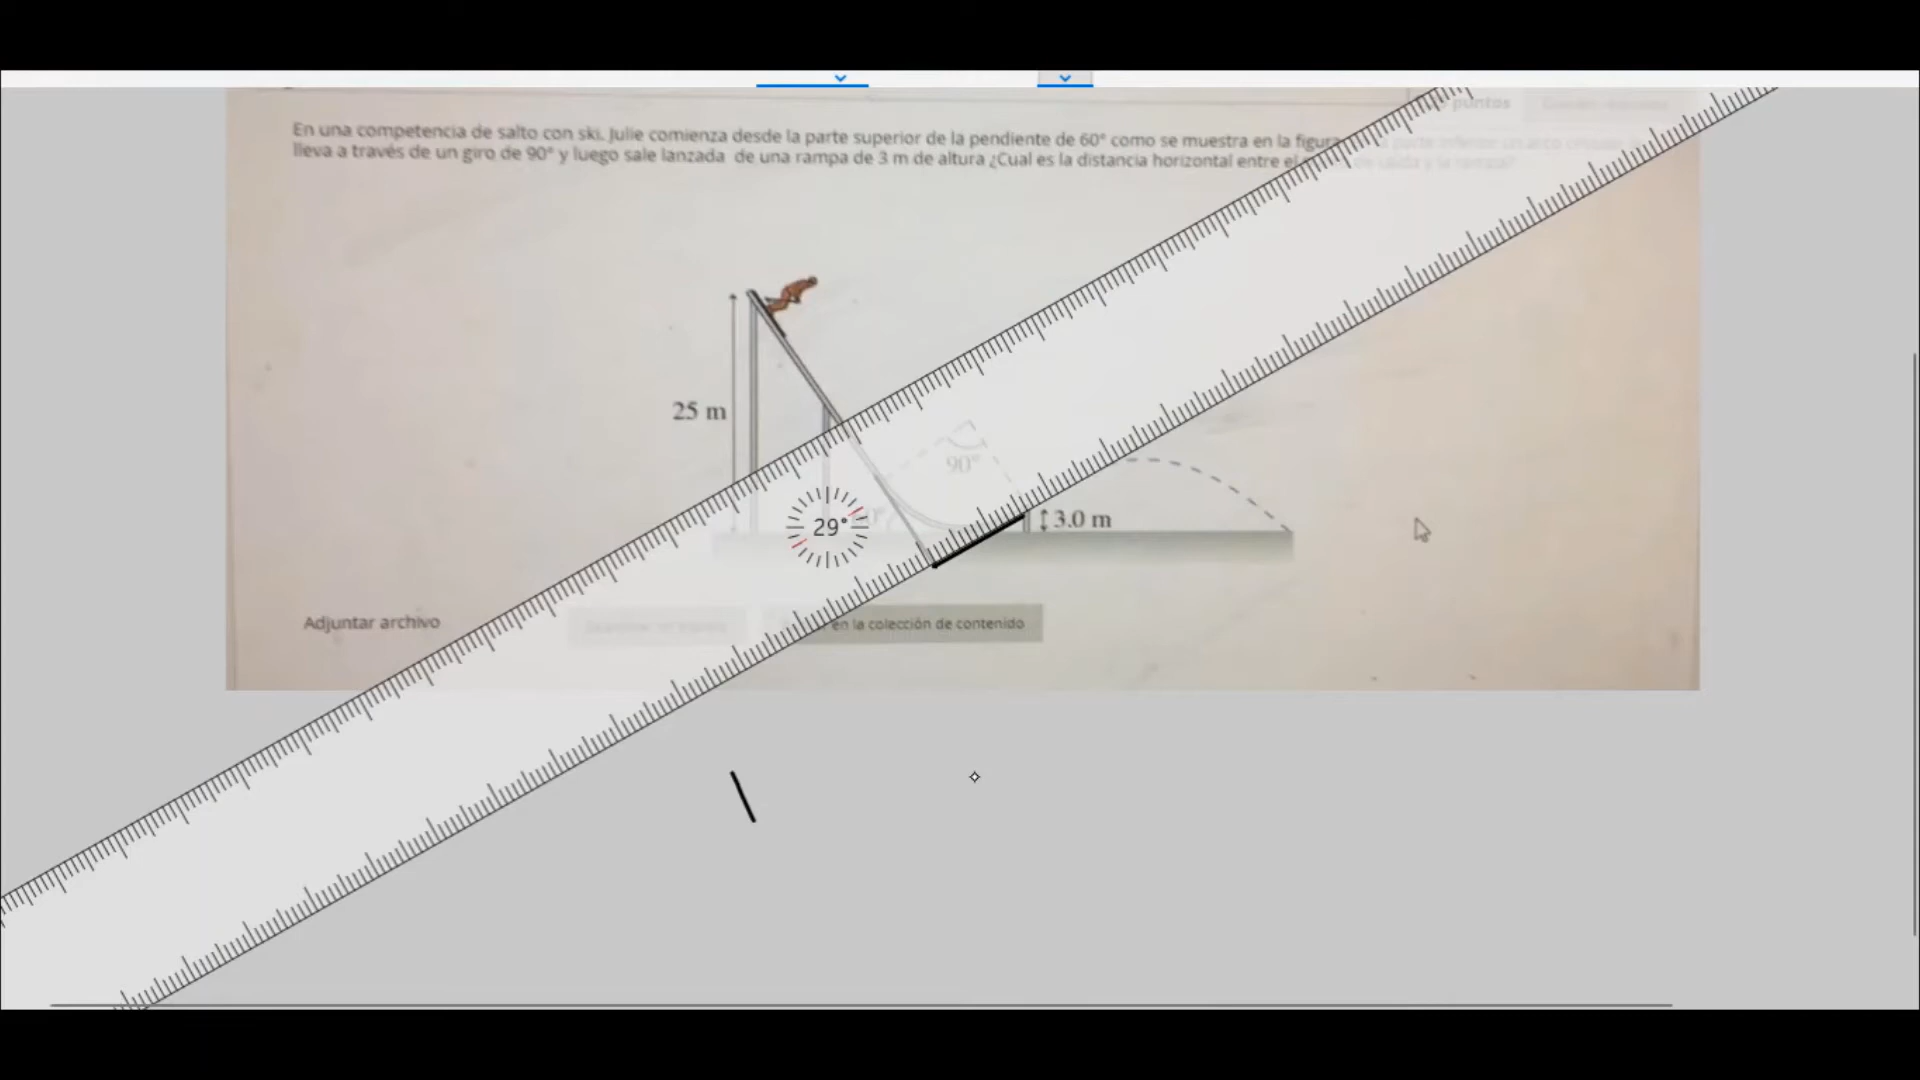 puntos
En una competencia de salto con ski. Julie comienza desde la parte superior de la pendiente de 60° como se muestra en la figura
lleva a través de un giro de 90° y luego sale lanzada de una rampa de 3 m de altura ¿Cual es la distancia horizontal entre el
25 m
90°
29°
3.0 m
Adjuntar archivo
en la colección de contenido